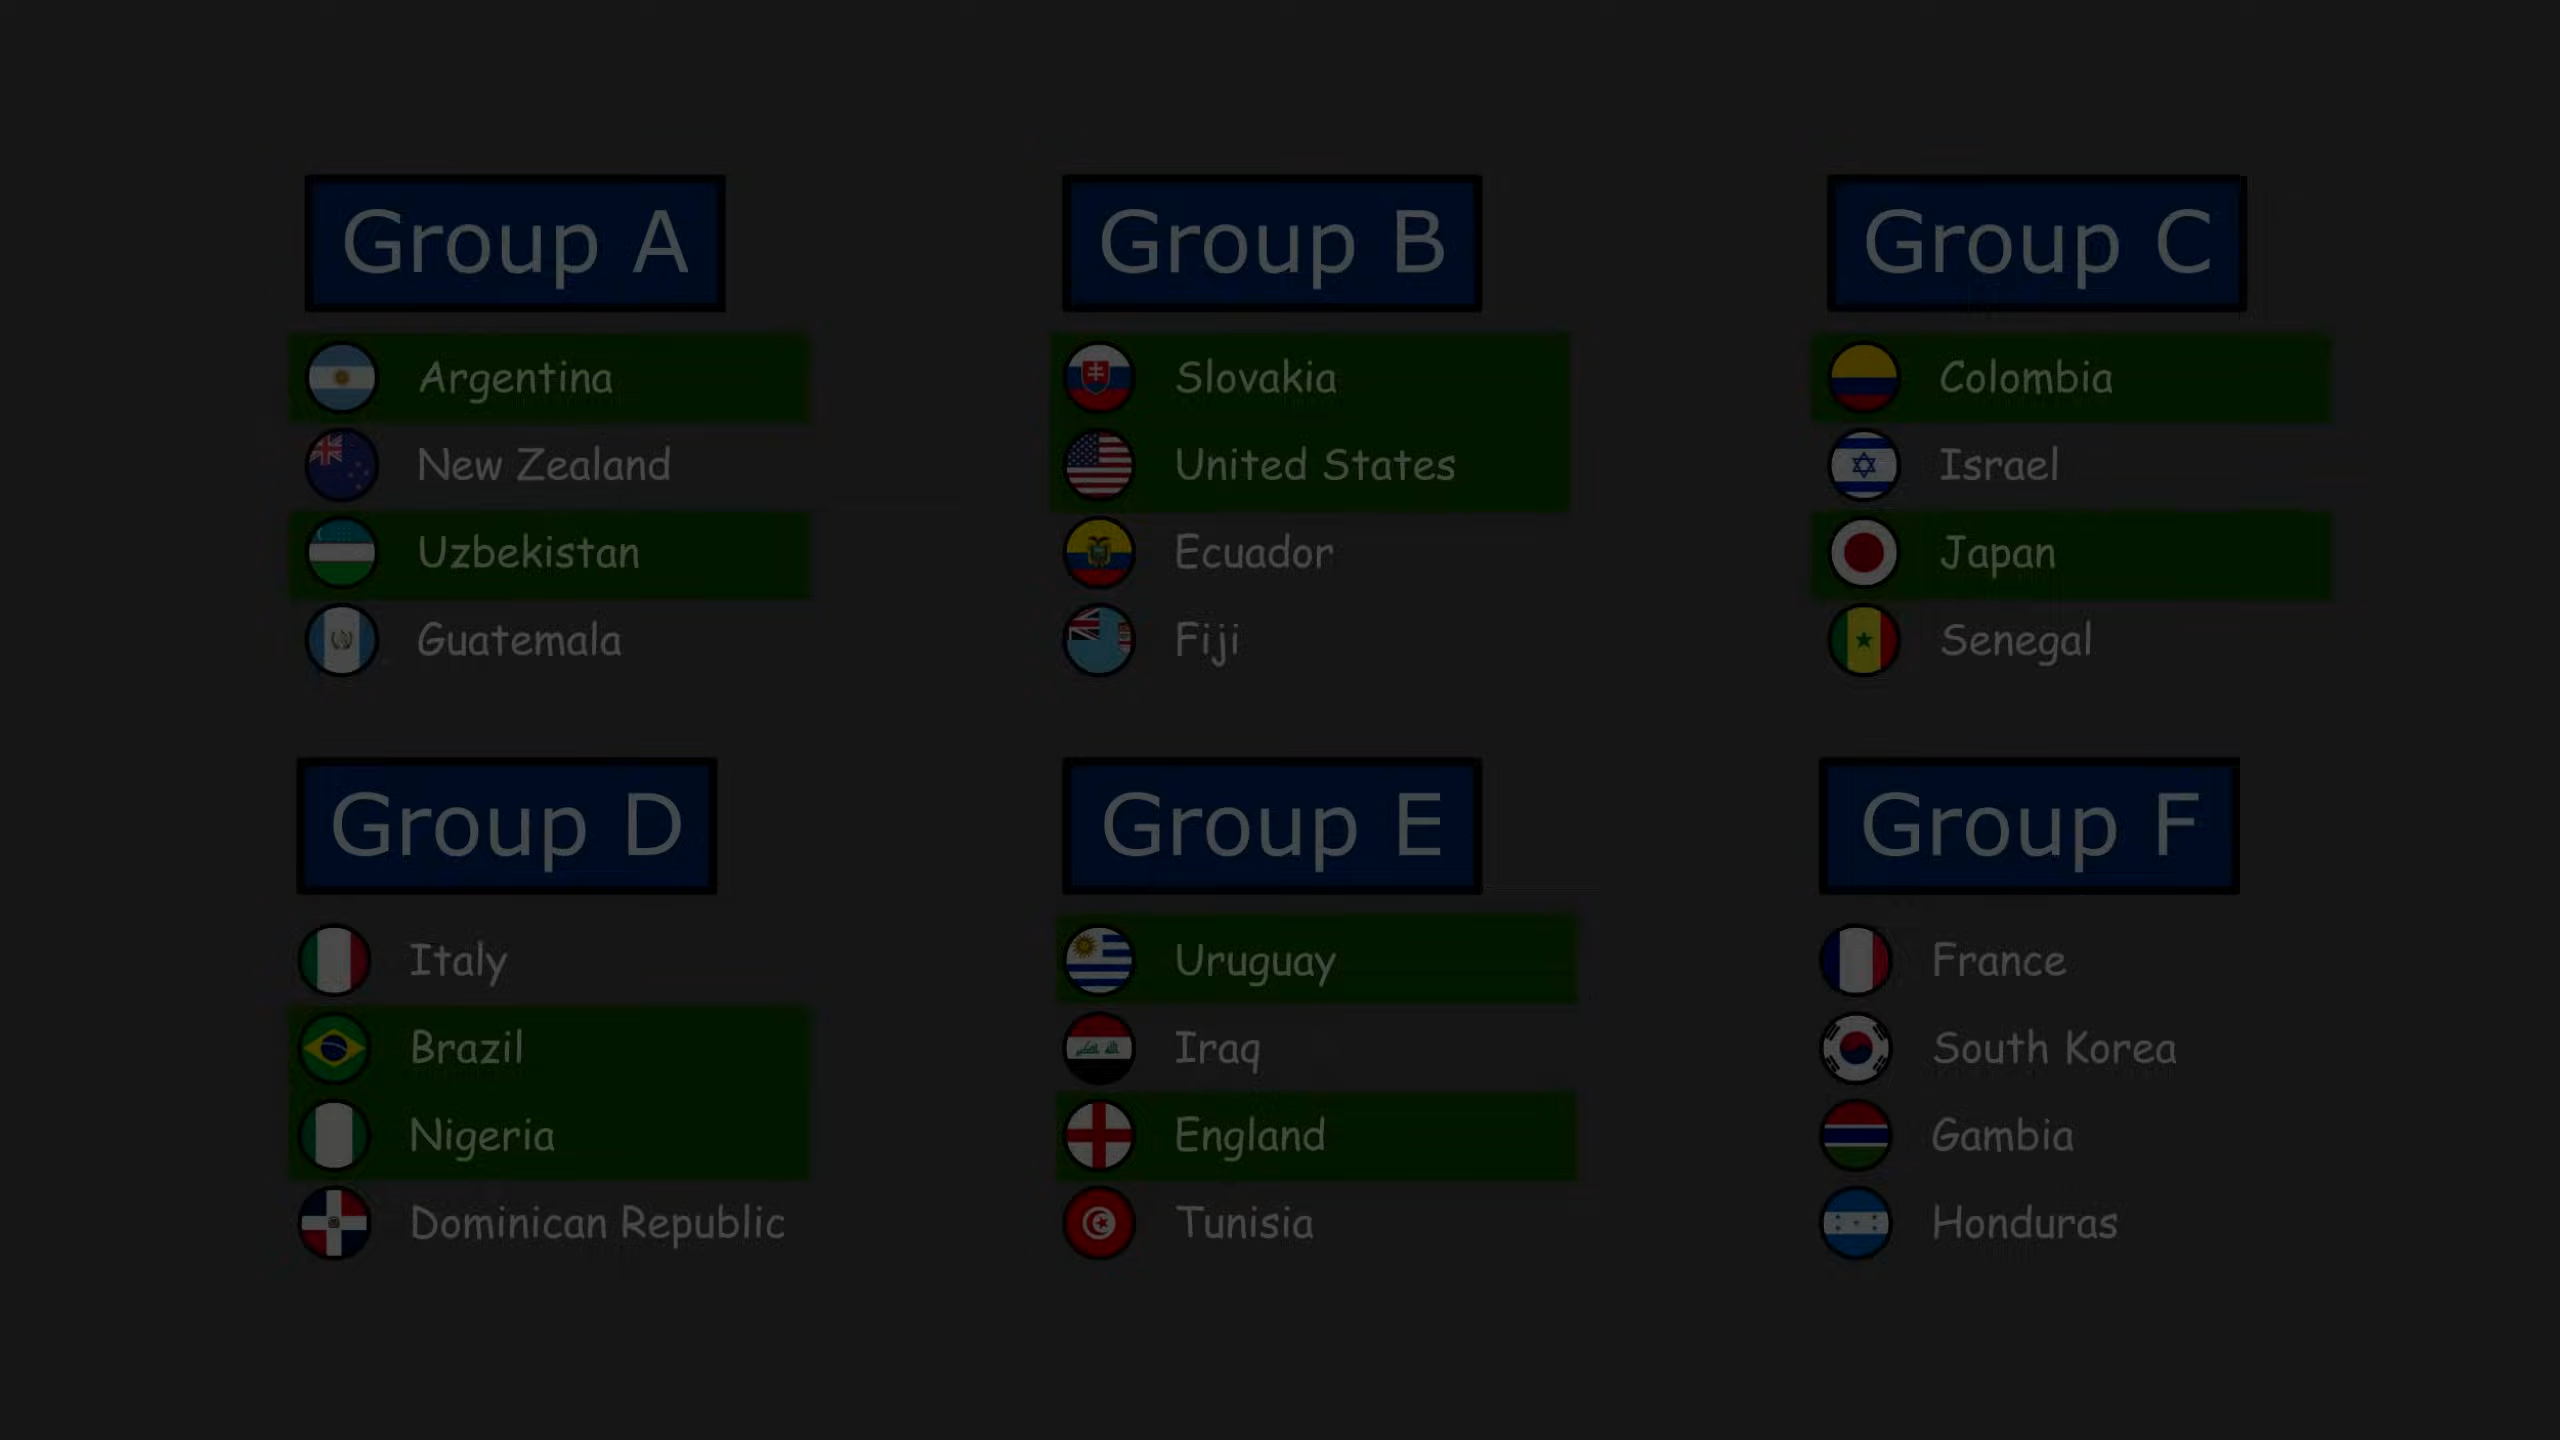 Group A
Argentina
New Zealand
Uzbekistan
Guatemala
Group B
Slovakia
United States
Ecuador
Fiji
Group C
Colombia
Israel
Japan
Senegal
Group D
Italy
Brazil
Nigeria
Dominican Republic
Group E
Uruguay
Iraq
England
Tunisia
Group F
France
South Korea
Gambia
Honduras